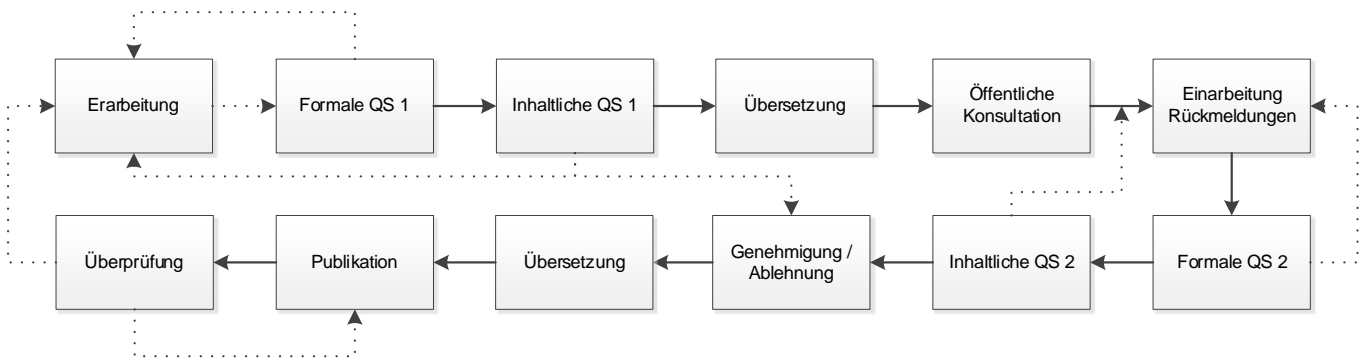 Erarbeitung
Formale QS 1
Inhaltliche QS 1
Übersetzung
Öffentliche
Konsultation
Einarbeitung
Rückmeldungen
Überprüfung
Publikation
Übersetzung
Genehmigung /
Ablehnung
Inhaltliche QS 2
Formale QS 2